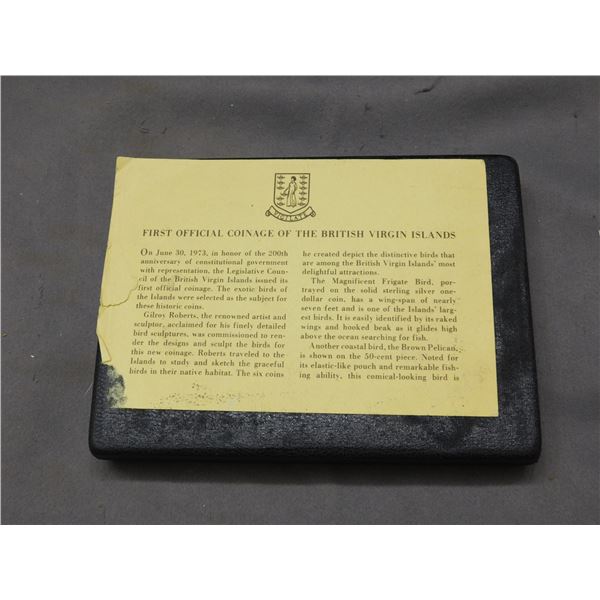 VIGILATE
FIRST OFFICIAL COINAGE OF THE BRITISH VIRGIN ISLANDS
On June 30, 1973, in honor of the 200th
anniversary of constitutional government
with representation, the Legislative Coun-
cil of the British Virgin Islands issued its
first official coinage. The exotic birds of
the Islands were selected as the subject for
these historic coins.
Gilroy Roberts, the renowned artist and
sculptor, acclaimed for his finely detailed
bird sculptures, was commissioned to ren-
der the designs and sculpt the birds for
this new coinage. Roberts traveled to the
Islands to study and sketch the graceful
birds in their native habitat. The six coins
he created depict the distinctive birds that
are among the British Virgin Islands' most
delightful attractions.
The Magnificent Frigate Bird, por-
trayed on the solid sterling silver one-
dollar coin, has a wing-span of nearly
seven feet and is one of the Islands' larg-
est birds. It is easily identified by its raked
wings and hooked beak as it glides high
above the ocean searching for fish.
Another coastal bird, the Brown Pelican,
is shown on the 50-cent piece. Noted for
its elastic-like pouch and remarkable fish-
ing ability, this comical-looking bird is